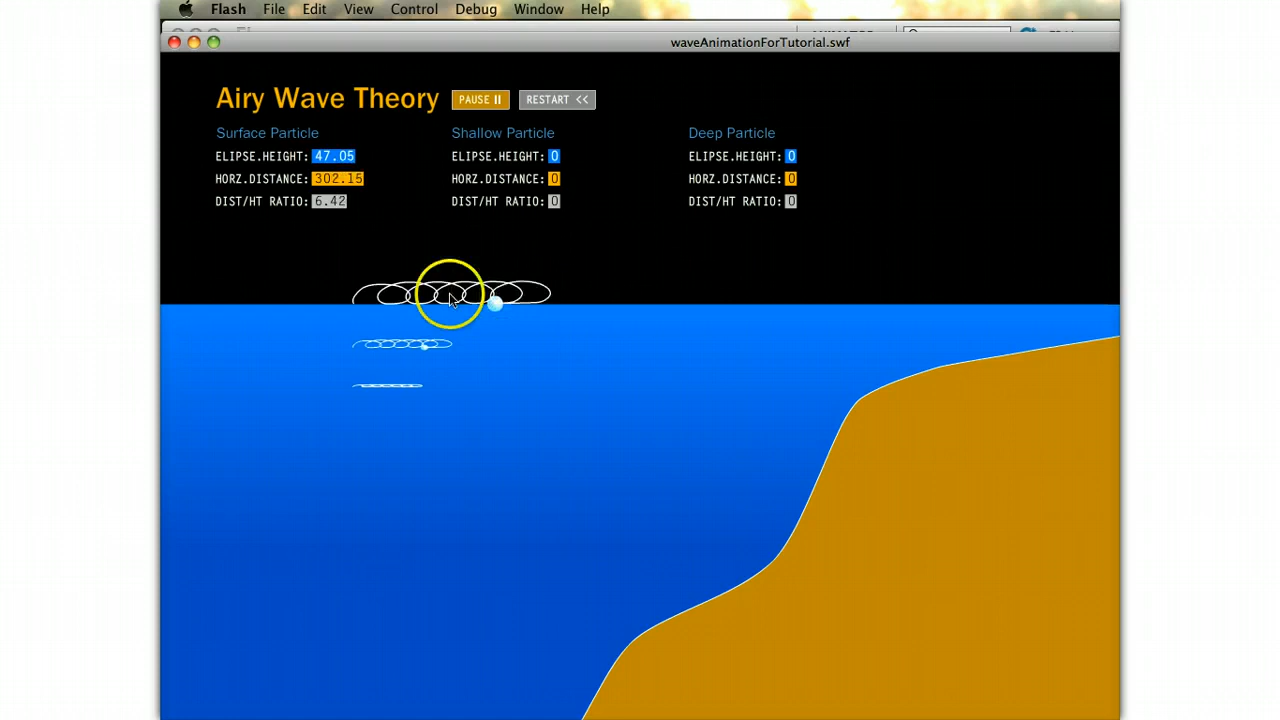 Flash File Edit View Control Debug Window Help
waveAnimationForTutorial.swf
Airy Wave Theory PAUSE II RESTART <<
Surface Particle Shallow Particle Deep Particle
ELIPSE.HEIGHT: 47.05 ELIPSE.HEIGHT: 0 ELIPSE.HEIGHT: 0
HORZ.DISTANCE: 302.15 HORZ.DISTANCE: 0 HORZ.DISTANCE: 0
DIST/HT RATIO: 6.42 DIST/HT RATIO: 0 DIST/HT RATIO: 0